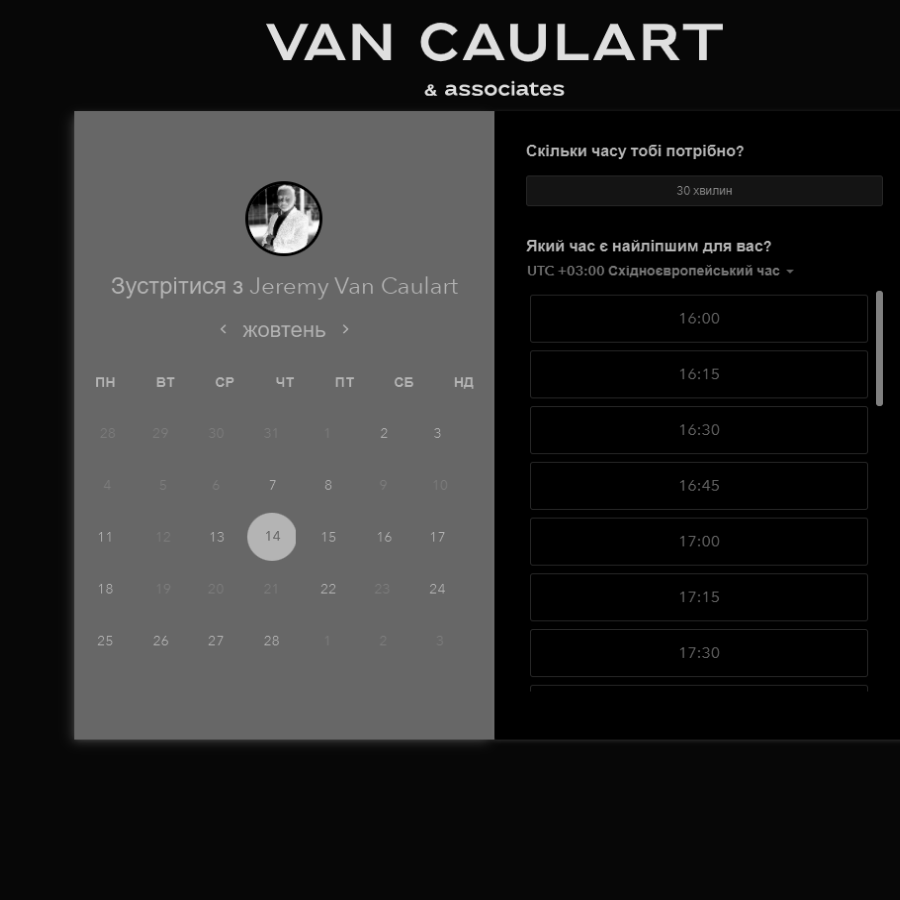 VAN CAULART
& associates
Зустрітися з Jeremy Van Caulart
жовтень
ПН ВТ СР ЧТ ПТ СБ НД
28 29 30 31 1 2 3
4 5 6 7 8 9 10
11 12 13 14 15 16 17
18 19 20 21 22 23 24
25 26 27 28 1 2 3
Скільки часу тобі потрібно?
30 хвилин
Який час є найліпшим для вас?
UTC +03:00 Східноєвропейський час
16:00
16:15
16:30
16:45
17:00
17:15
17:30